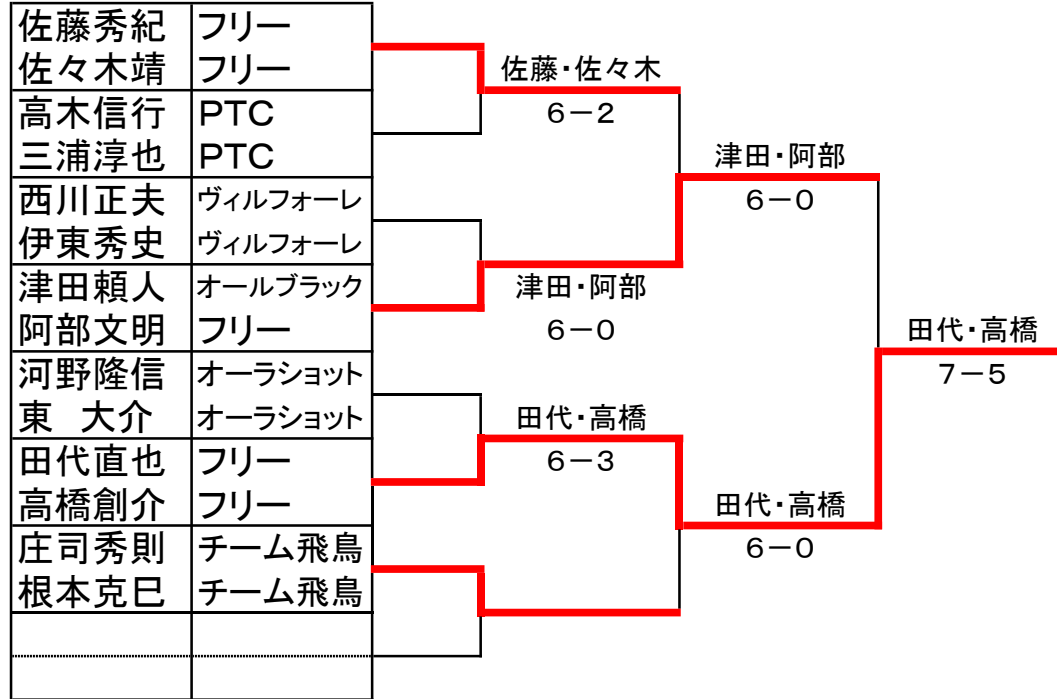 佐藤秀紀 フリー
佐々木靖 フリー
高木信行 PTC
三浦淳也 PTC
西川正夫 ヴィルフォーレ
伊東秀史 ヴィルフォーレ
津田頼人 オールブラック
阿部文明 フリー
河野隆信 オーラショット
東　大介 オーラショット
田代直也 フリー
高橋創介 フリー
庄司秀則 チーム飛鳥
根本克巳 チーム飛鳥
佐藤・佐々木
6－2
津田・阿部
6－0
田代・高橋
6－3
津田・阿部
6－0
田代・高橋
6－0
田代・高橋
7－5